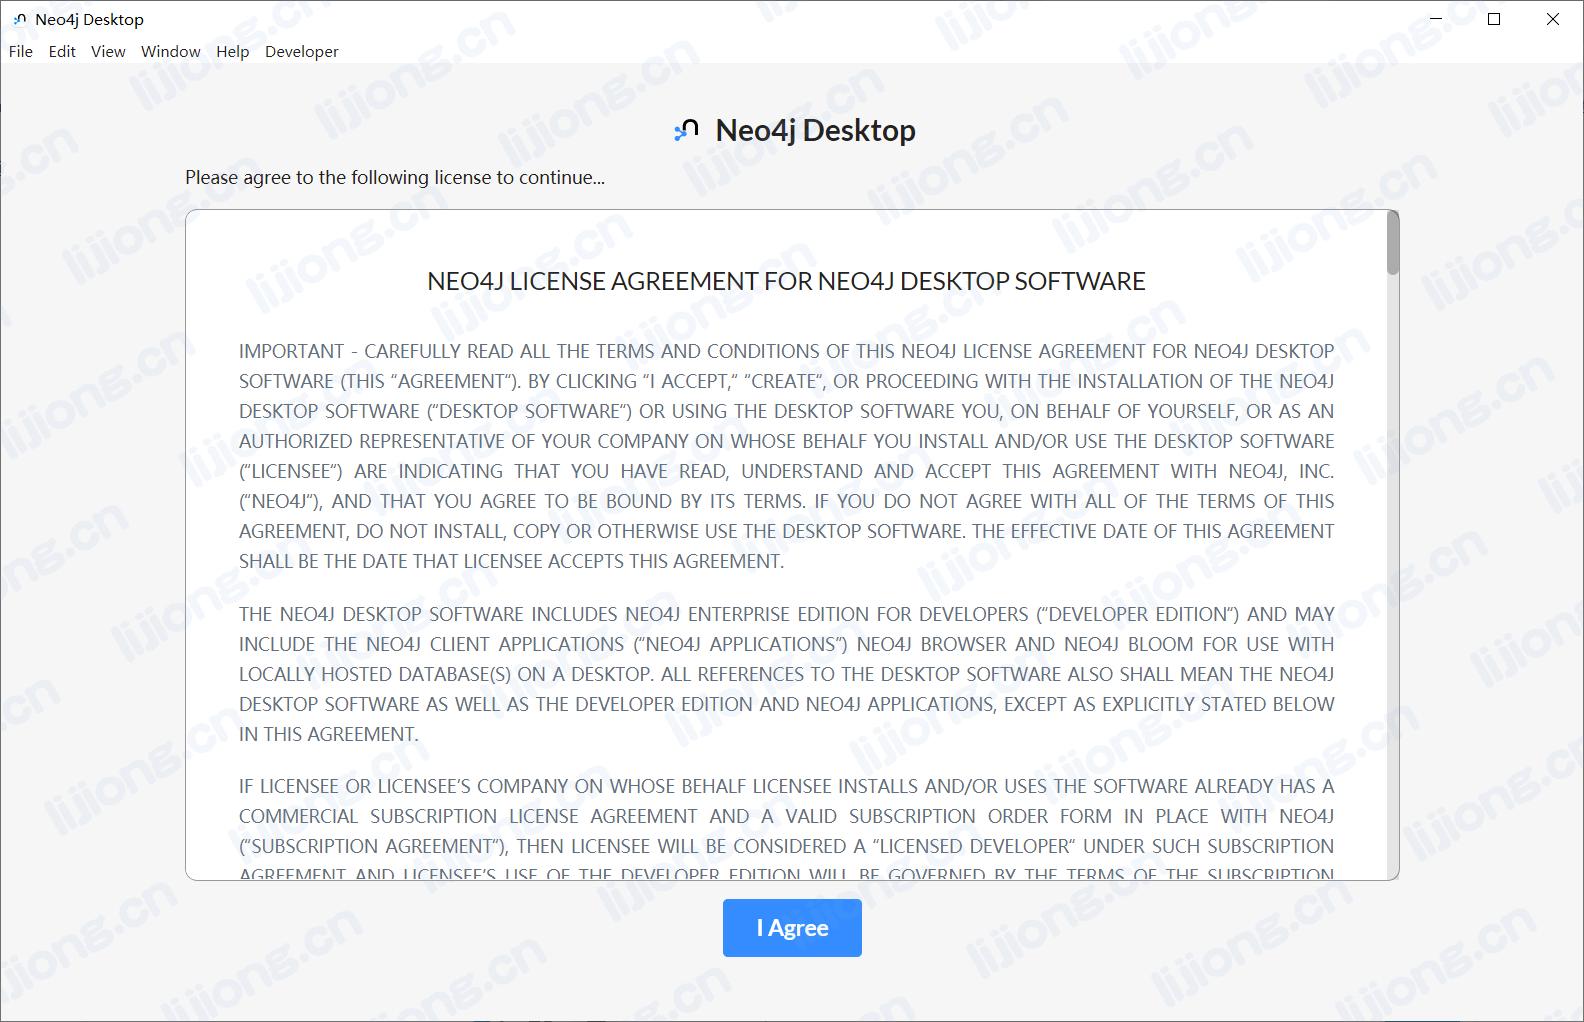 Neo4j Desktop
File Edit View Window Help Developer
Neo4j Desktop
Please agree to the following license to continue...
NEO4J LICENSE AGREEMENT FOR NEO4J DESKTOP SOFTWARE
IMPORTANT - CAREFULLY READ ALL THE TERMS AND CONDITIONS OF THIS NEO4J LICENSE AGREEMENT FOR NEO4J DESKTOP
SOFTWARE (THIS “AGREEMENT“). BY CLICKING “I ACCEPT,“ “CREATE“, OR PROCEEDING WITH THE INSTALLATION OF THE NEO4J
DESKTOP SOFTWARE (“DESKTOP SOFTWARE“) OR USING THE DESKTOP SOFTWARE YOU, ON BEHALF OF YOURSELF, OR AS AN
AUTHORIZED REPRESENTATIVE OF YOUR COMPANY ON WHOSE BEHALF YOU INSTALL AND/OR USE THE DESKTOP SOFTWARE
(“LICENSEE“) ARE INDICATING THAT YOU HAVE READ, UNDERSTAND AND ACCEPT THIS AGREEMENT WITH NEO4J, INC.
(“NEO4J“), AND THAT YOU AGREE TO BE BOUND BY ITS TERMS. IF YOU DO NOT AGREE WITH ALL OF THE TERMS OF THIS
AGREEMENT, DO NOT INSTALL, COPY OR OTHERWISE USE THE DESKTOP SOFTWARE. THE EFFECTIVE DATE OF THIS AGREEMENT
SHALL BE THE DATE THAT LICENSEE ACCEPTS THIS AGREEMENT.
THE NEO4J DESKTOP SOFTWARE INCLUDES NEO4J ENTERPRISE EDITION FOR DEVELOPERS (“DEVELOPER EDITION”) AND MAY
INCLUDE THE NEO4J CLIENT APPLICATIONS (“NEO4J APPLICATIONS”) NEO4J BROWSER AND NEO4J BLOOM FOR USE WITH
LOCALLY HOSTED DATABASE(S) ON A DESKTOP. ALL REFERENCES TO THE DESKTOP SOFTWARE ALSO SHALL MEAN THE NEO4J
DESKTOP SOFTWARE AS WELL AS THE DEVELOPER EDITION AND NEO4J APPLICATIONS, EXCEPT AS EXPLICITLY STATED BELOW
IN THIS AGREEMENT.
IF LICENSEE OR LICENSEE’S COMPANY ON WHOSE BEHALF LICENSEE INSTALLS AND/OR USES THE SOFTWARE ALREADY HAS A
COMMERCIAL SUBSCRIPTION LICENSE AGREEMENT AND A VALID SUBSCRIPTION ORDER FORM IN PLACE WITH NEO4J
(“SUBSCRIPTION AGREEMENT“), THEN LICENSEE WILL BE CONSIDERED A “LICENSED DEVELOPER“ UNDER SUCH SUBSCRIPTION
AGREEMENT AND LICENSEE’S USE OF THE DEVELOPER EDITION WILL BE GOVERNED BY THE TERMS OF THE SUBSCRIPTION
I Agree
lijiong.cn